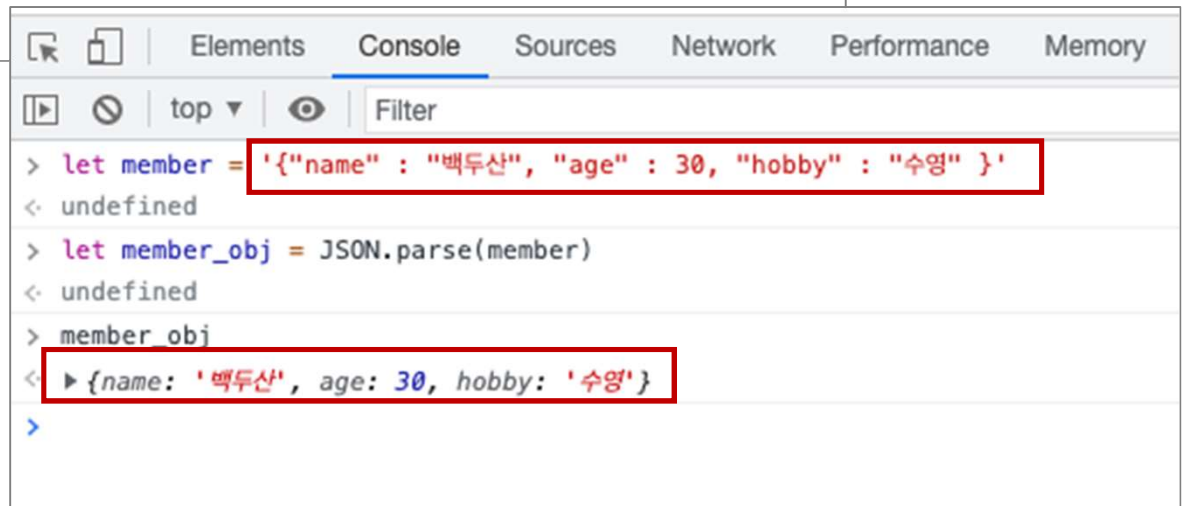 Elements Console Sources Network Performance Memory
top ▼ Filter
> let member = '{"name" : "백두산", "age" : 30, "hobby" : "수영" }'
<· undefined
> let member_obj = JSON.parse(member)
<· undefined
> member_obj
<· ▶ {name: '백두산', age: 30, hobby: '수영'}
>